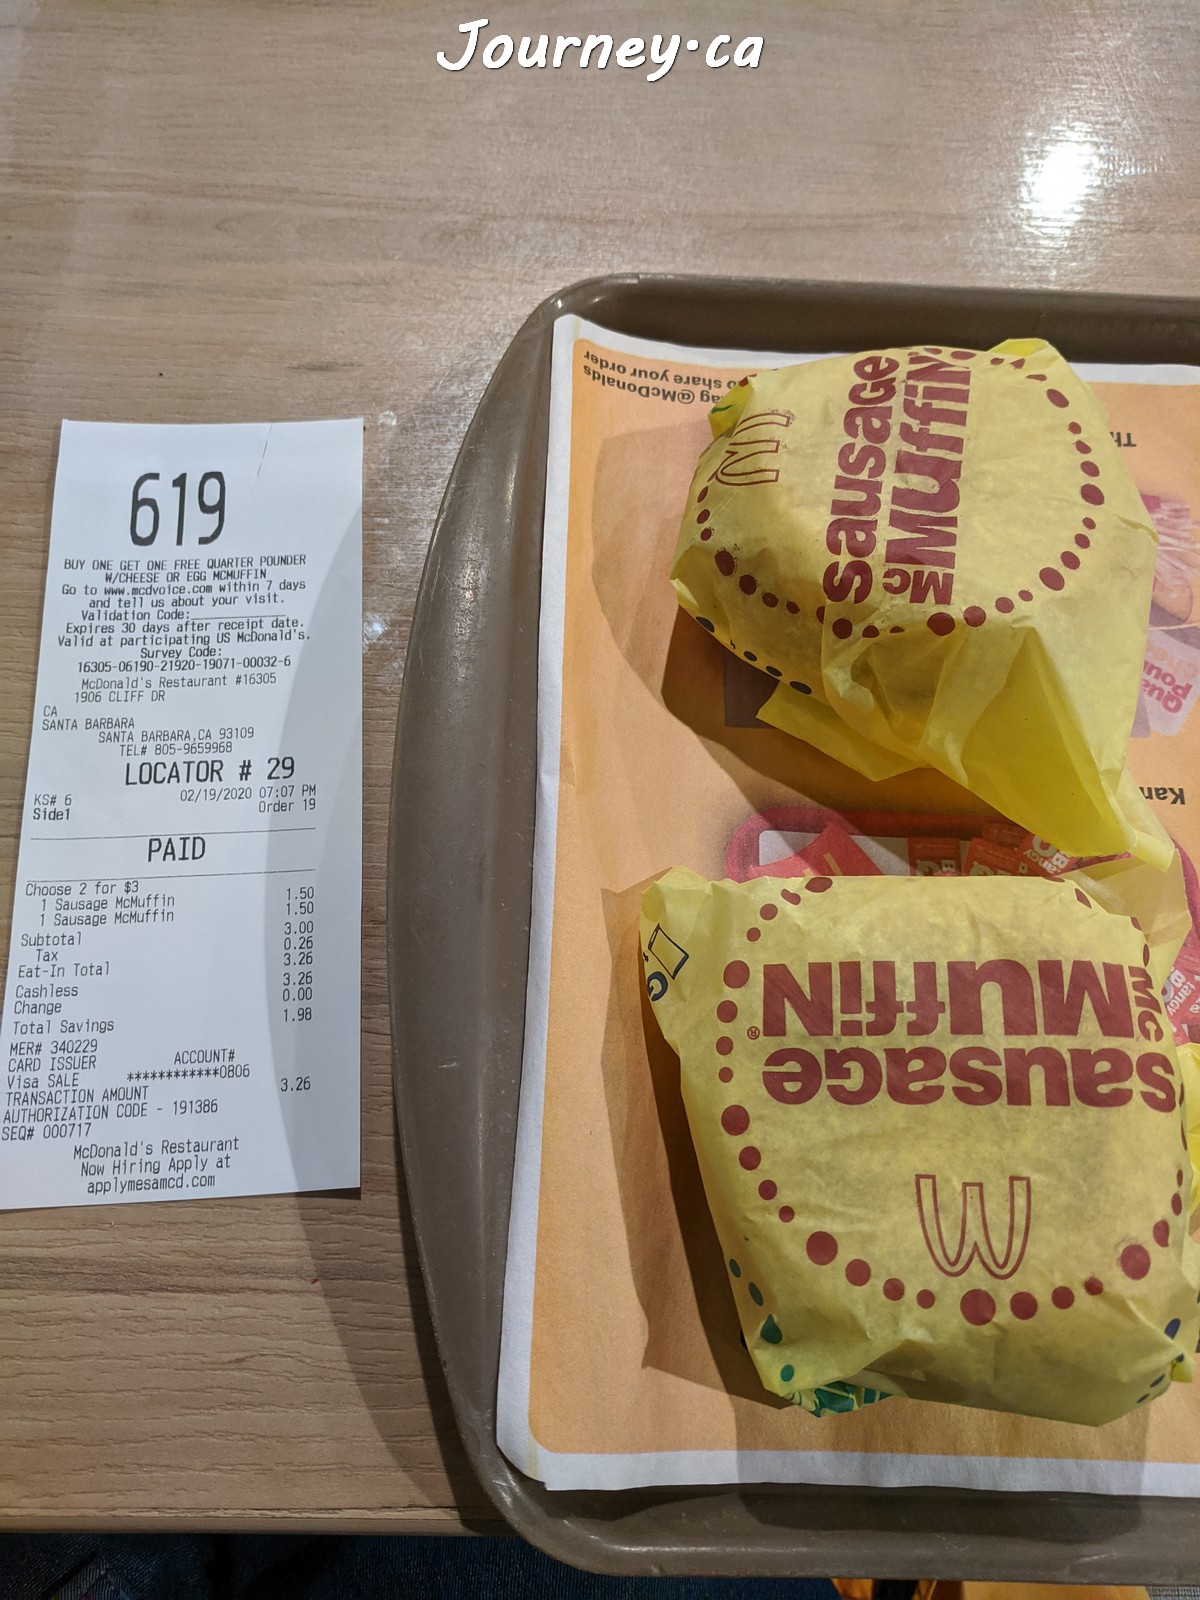 Journey.ca
619
BUY ONE GET ONE FREE QUARTER POUNDER
W/CHEESE OR EGG MCMUFFIN
Go to www.mcdvoice.com within 7 days
and tell us about your visit.
Validation Code:
Expires 30 days after receipt date.
Valid at participating US McDonald's.
Survey Code:
16305-06190-21920-19071-00032-6
McDonald's Restaurant #16305
1906 CLIFF DR
CA
SANTA BARBARA
SANTA BARBARA,CA 93109
TEL# 805-9659968
LOCATOR # 29
KS# 6 02/19/2020 07:07 PM
Side1 Order 19
PAID
Choose 2 for $3
1 Sausage McMuffin 1.50
1 Sausage McMuffin 1.50
Subtotal 3.00
Tax 0.26
Eat-In Total 3.26
Cashless 3.26
Change 0.00
Total Savings 1.98
MER# 340229
CARD ISSUER ACCOUNT#
Visa SALE ************0806
TRANSACTION AMOUNT 3.26
AUTHORIZATION CODE - 191386
SEQ# 000717
McDonald's Restaurant
Now Hiring Apply at
applymesamcd.com
@McDonalds
to share your order
Sausage
McMuffiN
Sausage
McMuffiN®